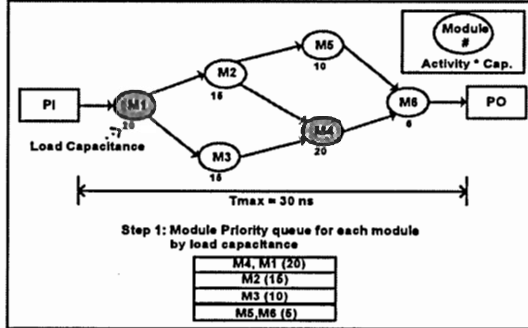 Module
#
Activity * Cap.
M5
10
M2
15
PI
M1
20
Load Capacitance
M6
5
PO
M4
20
M3
15
Tmax = 30 ns
Step 1: Module Priority queue for each module
by load capacitance
M4, M1 (20)
M2 (15)
M3 (10)
M5,M6 (5)